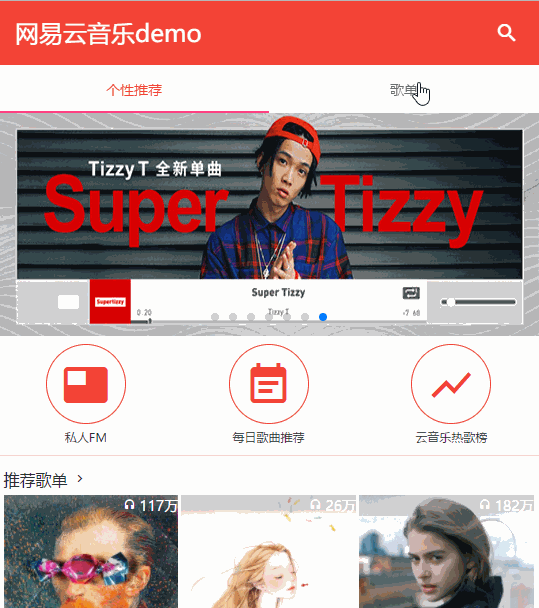 网易云音乐demo
个性推荐 歌单
Tizzy T 全新单曲
Super Tizzy
Supertizzy
Super Tizzy
0:20 Tizzy T
私人FM 每日歌曲推荐 云音乐热歌榜
推荐歌单
117万 26万 182万